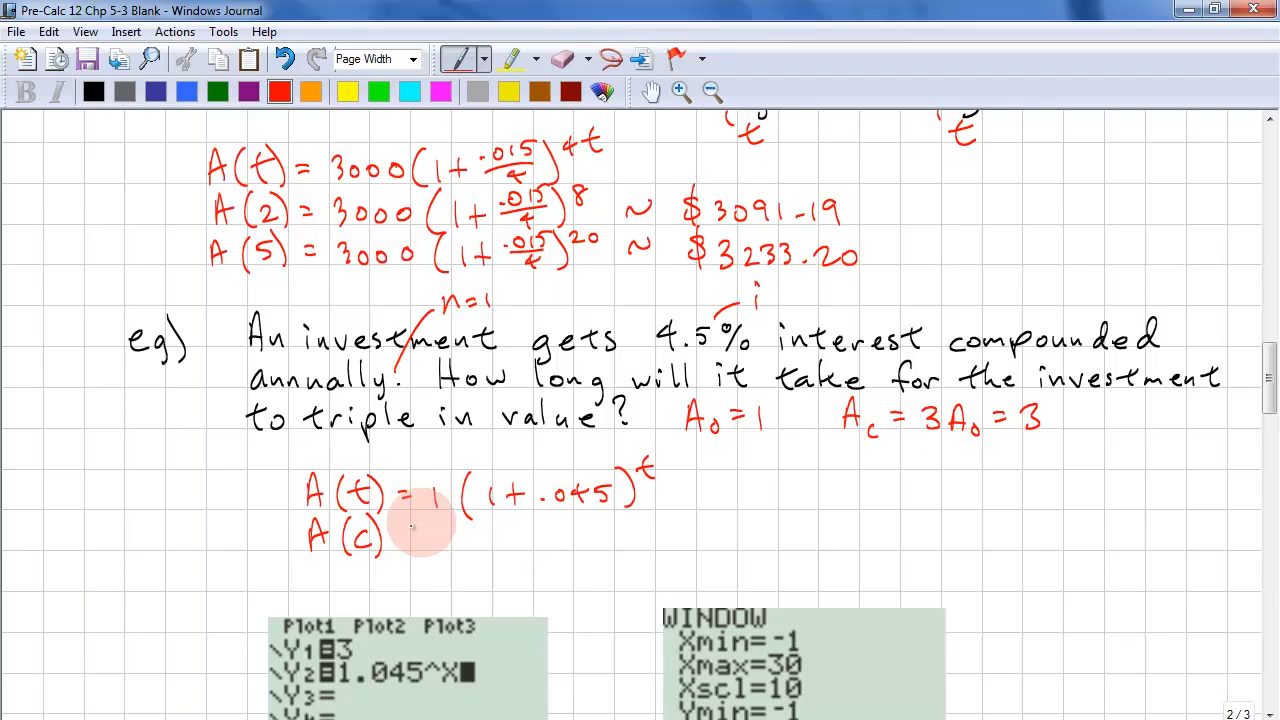 Pre-Calc 12 Chp 5-3 Blank - Windows Journal
File Edit View Insert Actions Tools Help
Page Width
B I
t t
A(t) = 3000(1+ .015/4)^4t
A(2) = 3000(1+ .015/4)^8 ~ $3091.19
A(5) = 3000(1+ .015/4)^20 ~ $3233.20
n=1 i
eg) An investment gets 4.5% interest compounded
annually. How long will it take for the investment
to triple in value? A₀=1 A_c = 3A₀ = 3
A(t) = 1(1+.045)^t
A(c)
Plot1 Plot2 Plot3
\Y1=3
\Y2=1.045^X
\Y3=
\Y4=
WINDOW
Xmin=-1
Xmax=30
Xscl=10
Ymin=-1
2/3